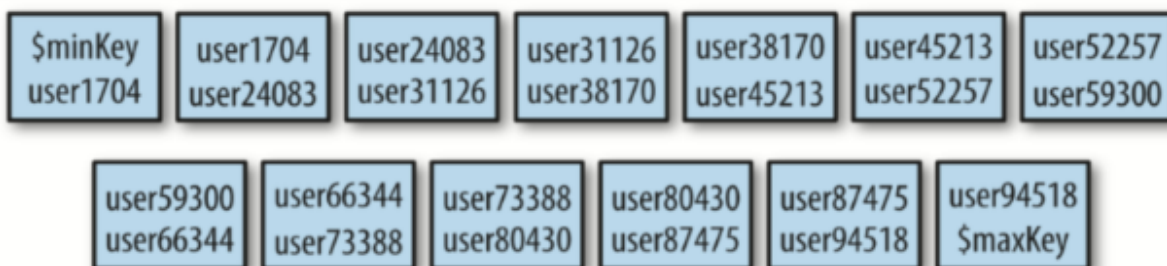 $minKey user1704 user24083 user31126 user38170 user45213 user52257
user1704 user24083 user31126 user38170 user45213 user52257 user59300
user59300 user66344 user73388 user80430 user87475 user94518
user66344 user73388 user80430 user87475 user94518 $maxKey